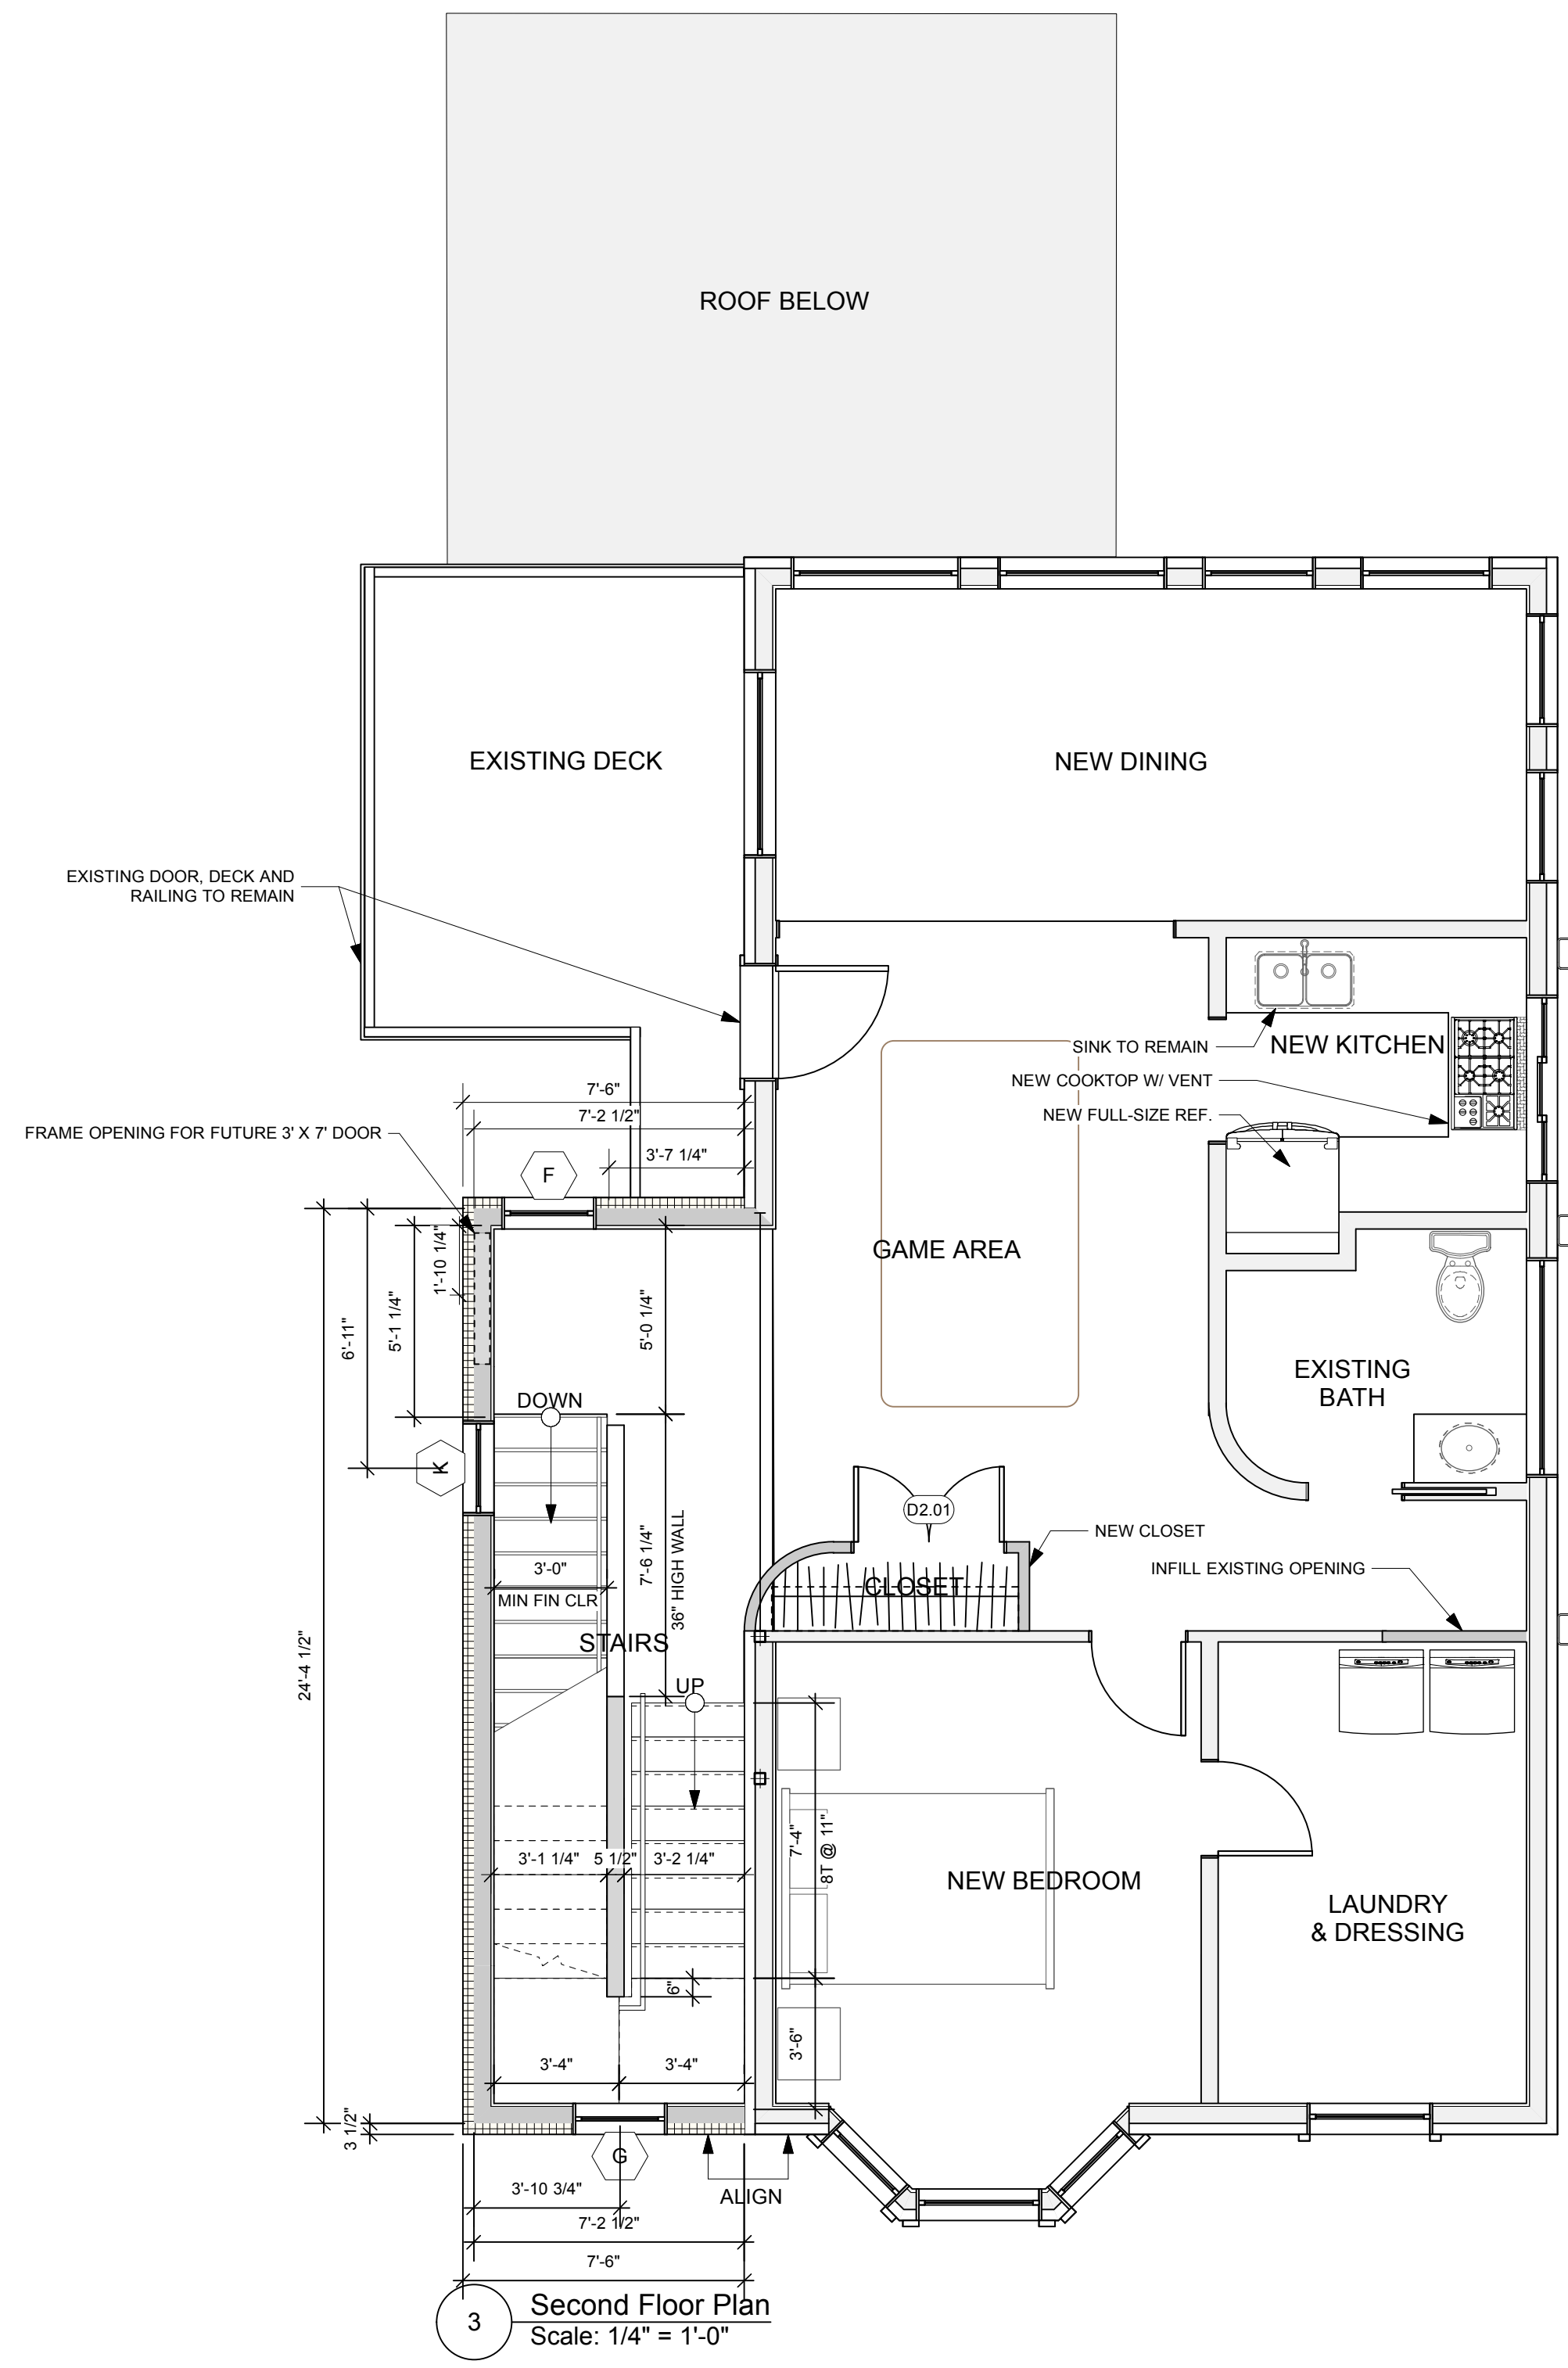 ROOF BELOW
EXISTING DECK
NEW DINING
EXISTING DOOR, DECK AND
RAILING TO REMAIN
SINK TO REMAIN
NEW KITCHEN
NEW COOKTOP W/ VENT
NEW FULL-SIZE REF.
7'-6"
7'-2 1/2"
FRAME OPENING FOR FUTURE 3' X 7' DOOR
3'-7 1/4"
F
GAME AREA
1'-10 1/4"
5'-1 1/4"
6'-11"
5'-0 1/4"
EXISTING
BATH
DOWN
K
D2.01
NEW CLOSET
CLOSET
INFILL EXISTING OPENING
3'-0"
MIN FIN CLR
7'-6 1/4"
36" HIGH WALL
STAIRS
24'-4 1/2"
UP
7'-4"
8T @ 11"
3'-1 1/4"
5 1/2"
3'-2 1/4"
NEW BEDROOM
LAUNDRY
& DRESSING
6"
3'-6"
3'-4"
3'-4"
3 1/2"
G
ALIGN
3'-10 3/4"
7'-2 1/2"
7'-6"
3
Second Floor Plan
Scale: 1/4" = 1'-0"